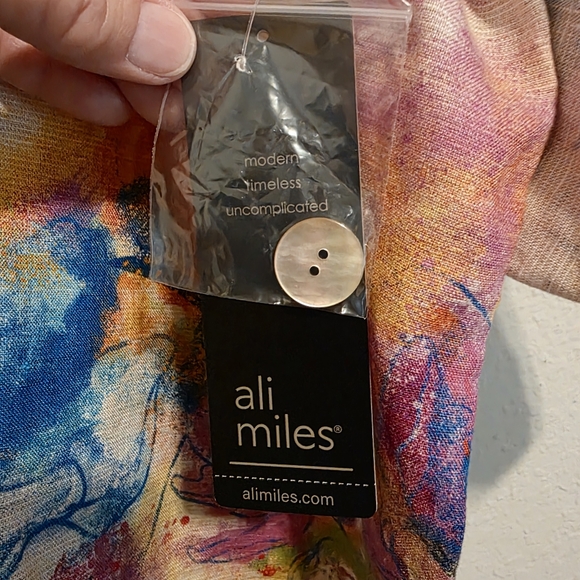 modern
timeless
uncomplicated
ali
miles®
alimiles.com